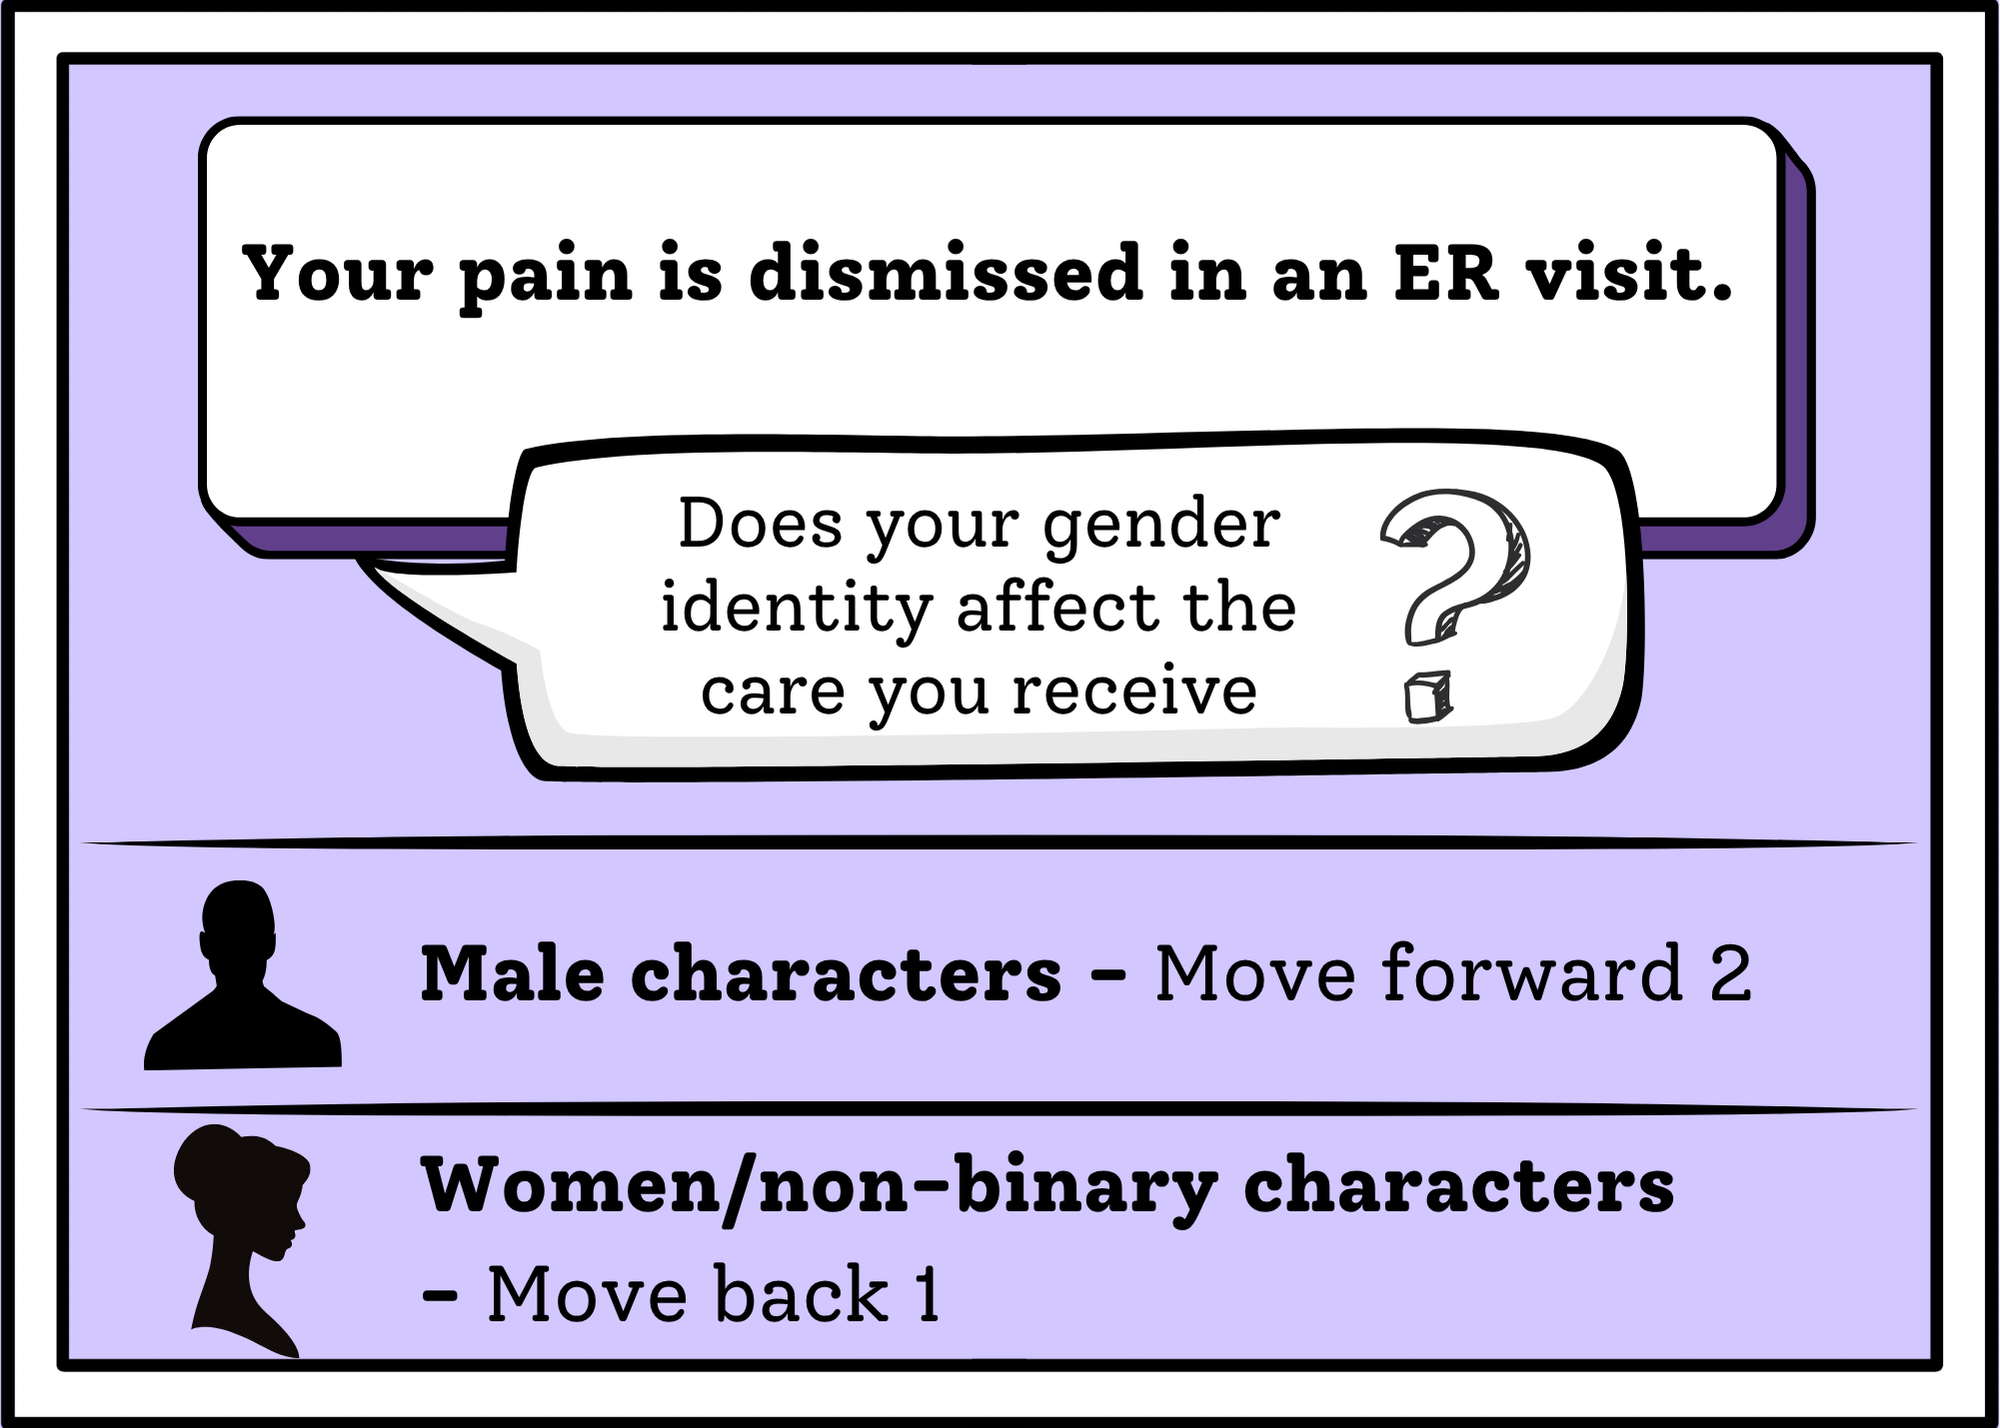 Your pain is dismissed in an ER visit.
Does your gender
identity affect the
care you receive ?
Male characters - Move forward 2
Women/non-binary characters
- Move back 1